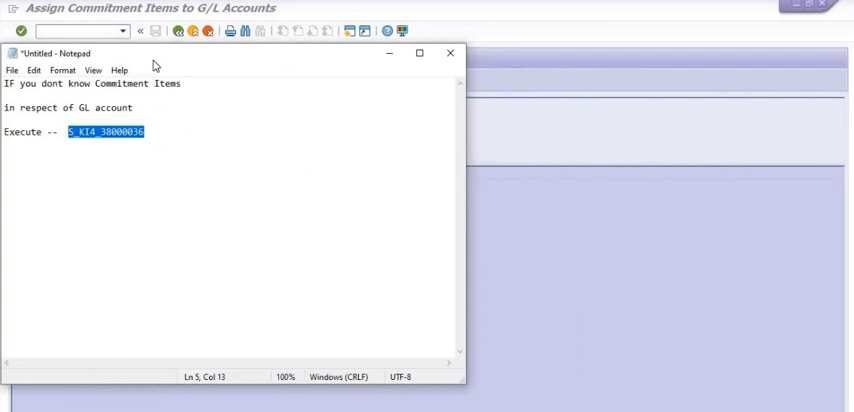 Assign Commitment Items to G/L Accounts
*Untitled - Notepad
File Edit Format View Help
IF you dont know Commitment Items
in respect of GL account
Execute -- S_KI4_38000036
Ln 5, Col 13 100% Windows (CRLF) UTF-8